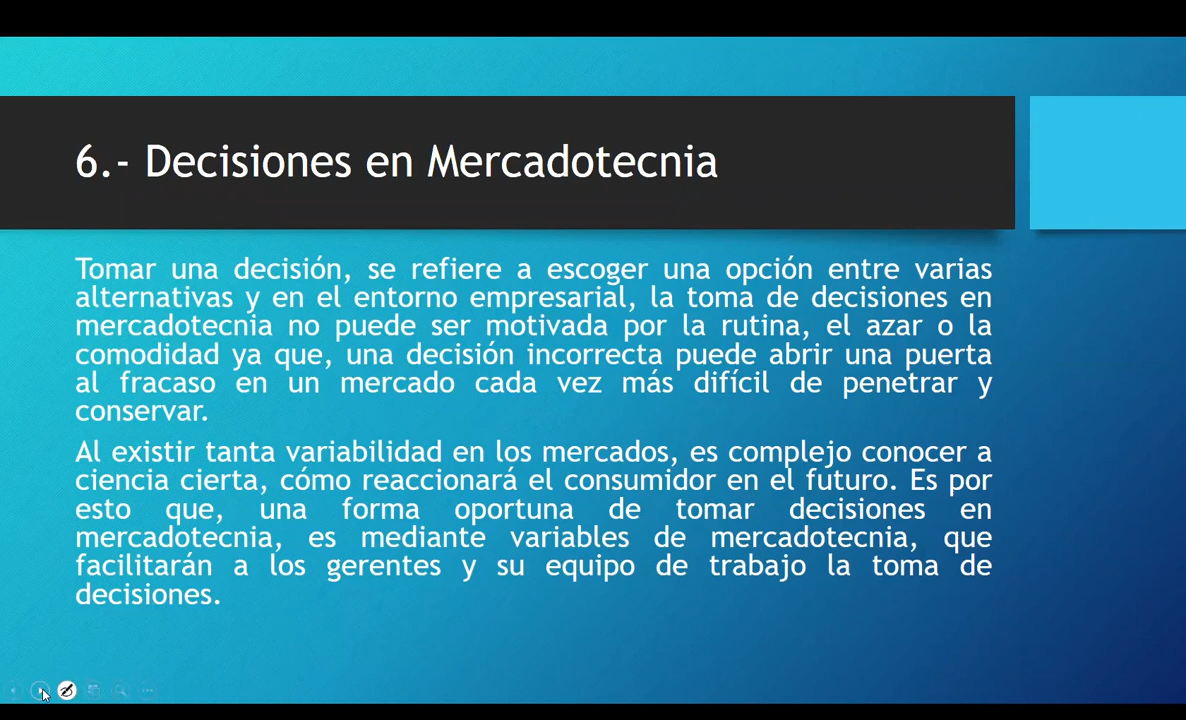 6.- Decisiones en Mercadotecnia
Tomar una decisión, se refiere a escoger una opción entre varias
alternativas y en el entorno empresarial, la toma de decisiones en
mercadotecnia no puede ser motivada por la rutina, el azar o la
comodidad ya que, una decisión incorrecta puede abrir una puerta
al fracaso en un mercado cada vez más difícil de penetrar y
conservar.
Al existir tanta variabilidad en los mercados, es complejo conocer a
ciencia cierta, cómo reaccionará el consumidor en el futuro. Es por
esto que, una forma oportuna de tomar decisiones en
mercadotecnia, es mediante variables de mercadotecnia, que
facilitarán a los gerentes y su equipo de trabajo la toma de
decisiones.